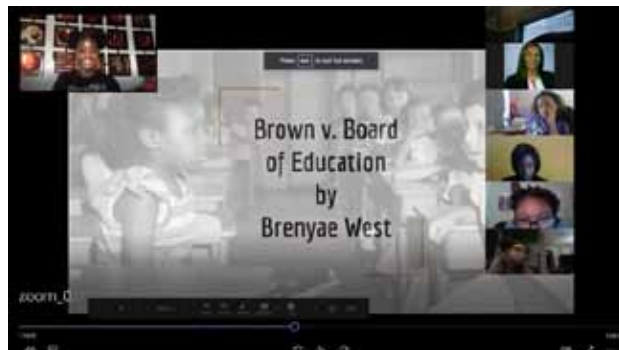 Brown v. Board
of Education
by
Brenyae West
zoom_0